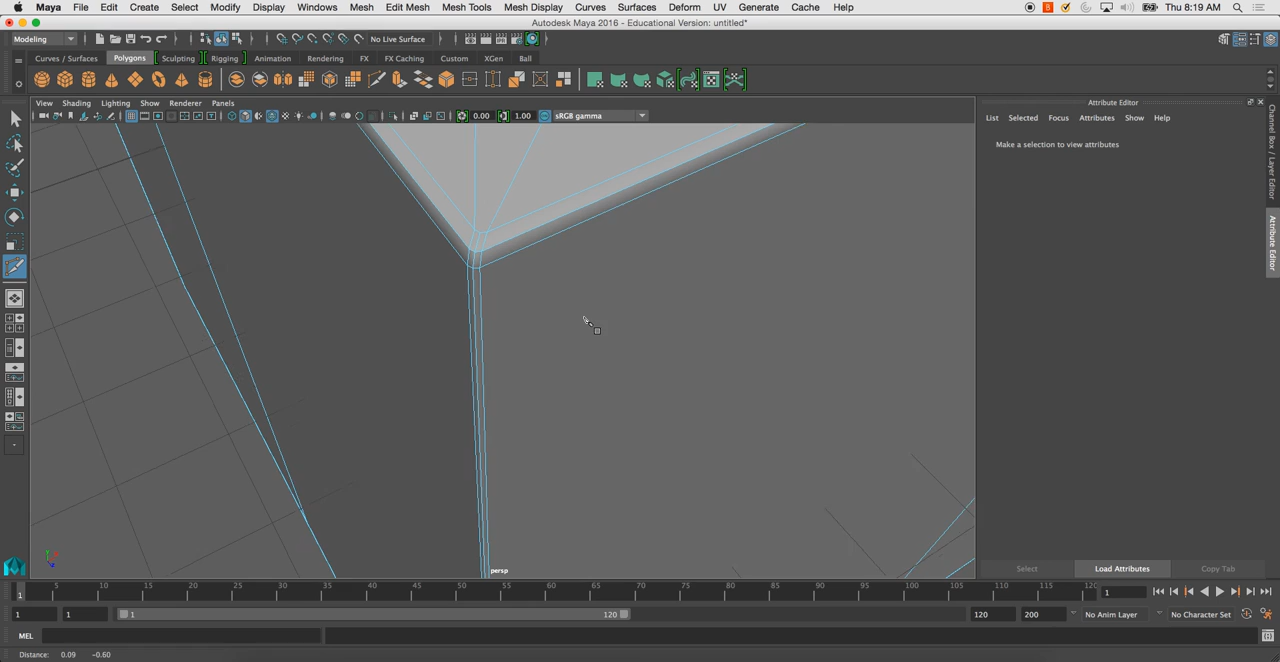 Maya File Edit Create Select Modify Display Windows Mesh Edit Mesh Mesh Tools Mesh Display Curves Surfaces Deform UV Generate Cache Help Thu 8:19 AM
Autodesk Maya 2016 - Educational Version: untitled*
Modeling No Live Surface
Curves / Surfaces Polygons Sculpting Rigging Animation Rendering FX FX Caching Custom XGen Ball
View Shading Lighting Show Renderer Panels Attribute Editor
0.00 1.00 sRGB gamma
List Selected Focus Attributes Show Help
Make a selection to view attributes
Channel Box / Layer Editor
Attribute Editor
persp
Select Load Attributes Copy Tab
5 10 15 20 25 30 35 40 45 50 55 60 65 70 75 80 85 90 95 100 105 110 115 120
1 1
1 1 1 120 120 200 No Anim Layer No Character Set
MEL
Distance: 0.09 -0.60